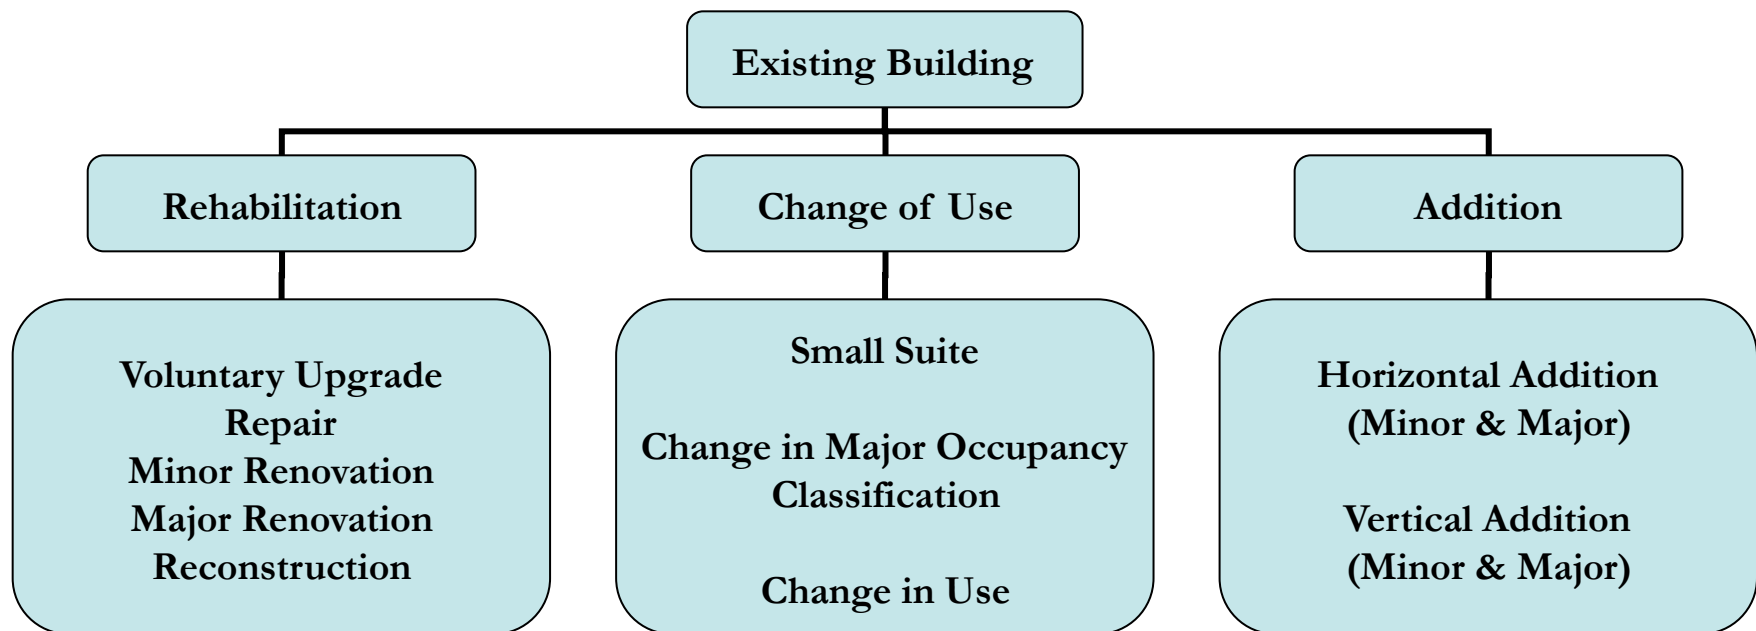 Existing Building
Rehabilitation
Change of Use
Addition
Voluntary Upgrade
Repair
Minor Renovation
Major Renovation
Reconstruction
Small Suite
Change in Major Occupancy
Classification
Change in Use
Horizontal Addition
(Minor & Major)
Vertical Addition
(Minor & Major)